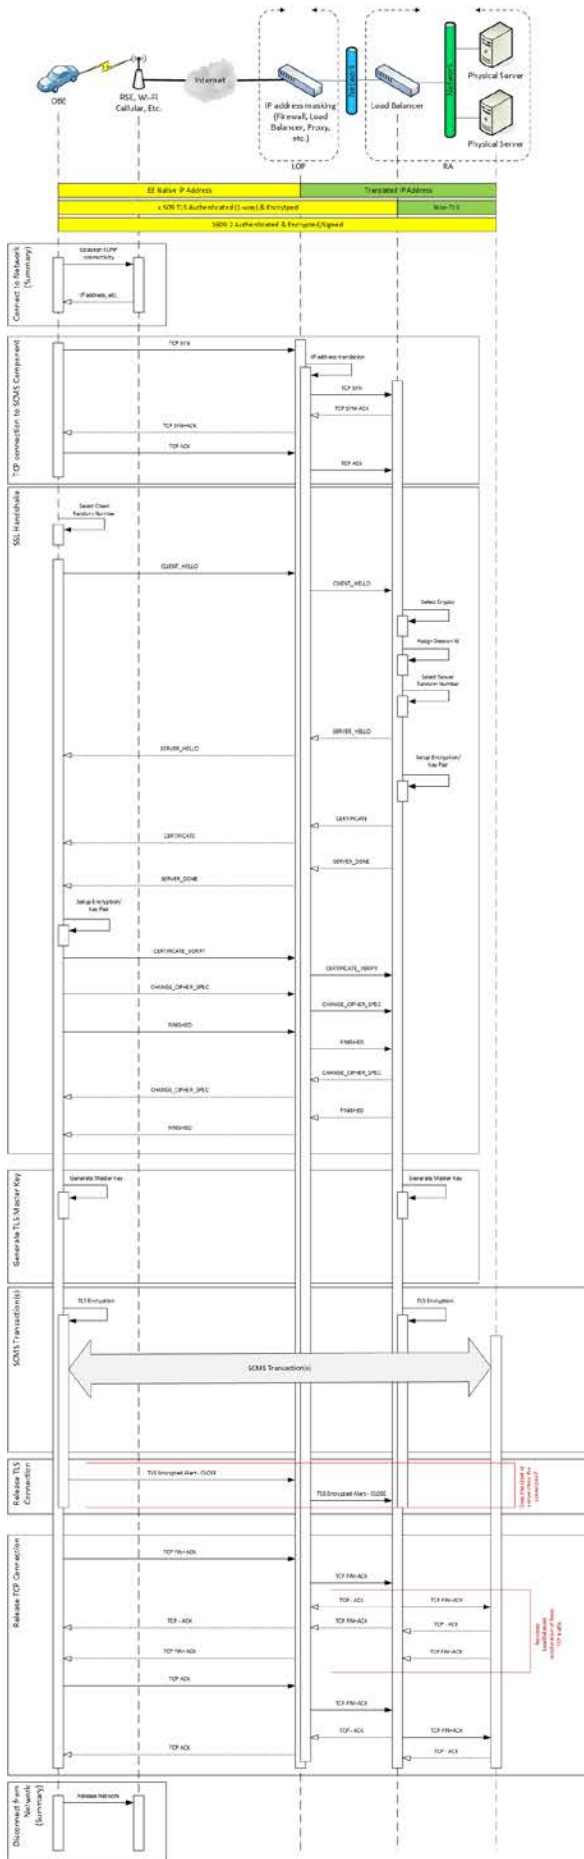 OBE
RSE, Wi-Fi
Cellular, Etc.
Internet
IP address masking
(Firewall, Load
Balancer, Proxy,
etc.)
Network
Load Balancer
Network
Physical Server
Physical Server
LOP
RA
EE Native IP Address
Translated IP Address
x.509 TLS Authenticated (1-way) & Encrypted
Non-TLS
1609.2 Authenticated & Encrypted/Signed
Connect to Network
(Summary)
connectivity
IP address, etc.
TCP connection to SCMS Component
TCP SYN
IP address translation
TCP SYN
TCP SYN-ACK
TCP SYN-ACK
TCP ACK
TCP ACK
SSL Handshake
Select Client
Random Number
CLIENT_HELLO
CLIENT_HELLO
Select Crypto
Assign Session Id
Select Server
Random Number
SERVER_HELLO
SERVER_HELLO
Setup Encryption/
Key Pair
CERTIFICATE
CERTIFICATE
SERVER_DONE
SERVER_DONE
Setup Encryption/
Key Pair
CERTIFICATE_VERIFY
CERTIFICATE_VERIFY
CHANGE_CIPHER_SPEC
CHANGE_CIPHER_SPEC
FINISHED
FINISHED
CHANGE_CIPHER_SPEC
CHANGE_CIPHER_SPEC
FINISHED
FINISHED
Generate TLS Master Key
Generate Master Key
Generate Master Key
SCMS Transaction(s)
TLS Encryption
TLS Encryption
SCMS Transaction(s)
Release TLS
Connection
TLS Encrypted Alert - CLOSE
TLS Encrypted Alert - CLOSE
Release TCP Connection
TCP FIN+ACK
TCP FIN+ACK
TCP - ACK
TCP FIN+ACK
TCP - ACK
TCP FIN+ACK
TCP - ACK
TCP FIN+ACK
TCP FIN+ACK
TCP ACK
TCP FIN+ACK
TCP - ACK
TCP FIN+ACK
TCP ACK
TCP - ACK
Disconnect from
Network
(Summary)
Release Network